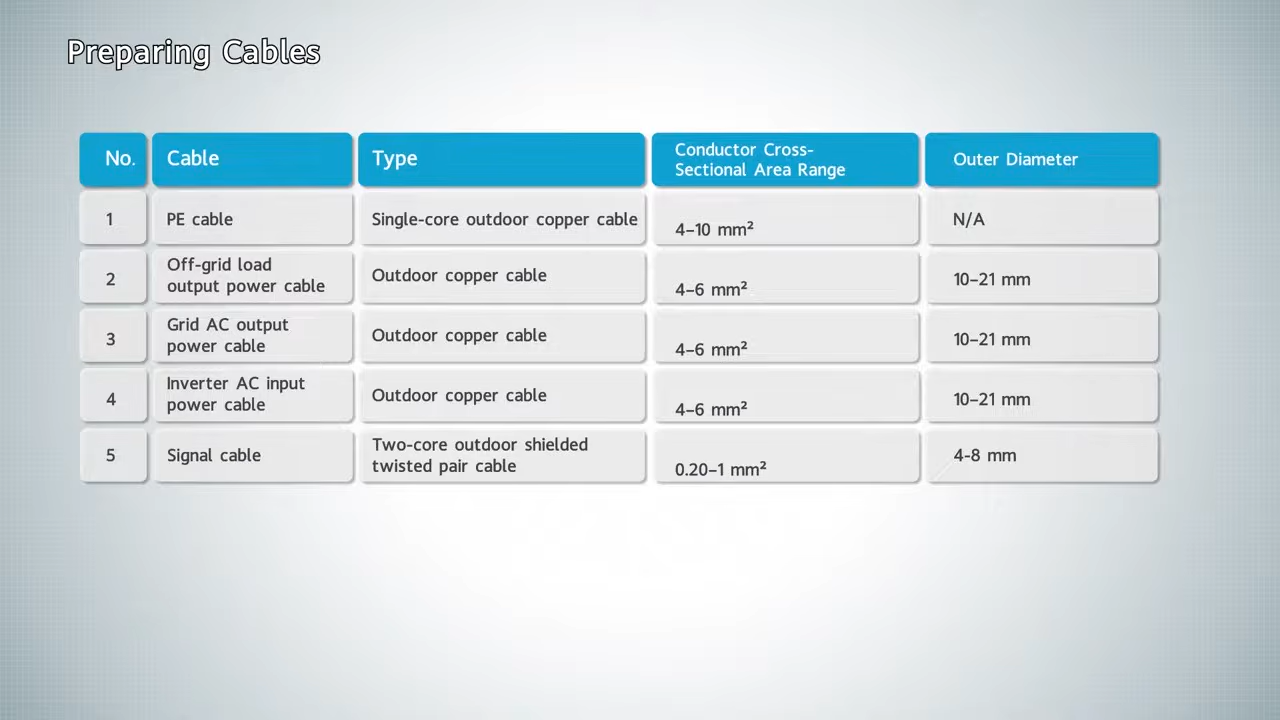 Preparing Cables
No.
Cable
Type
Conductor Cross-
Sectional Area Range
Outer Diameter
1
PE cable
Single-core outdoor copper cable
4–10 mm²
N/A
2
Off-grid load
output power cable
Outdoor copper cable
4–6 mm²
10–21 mm
3
Grid AC output
power cable
Outdoor copper cable
4–6 mm²
10–21 mm
4
Inverter AC input
power cable
Outdoor copper cable
4–6 mm²
10–21 mm
5
Signal cable
Two-core outdoor shielded
twisted pair cable
0.20–1 mm²
4-8 mm